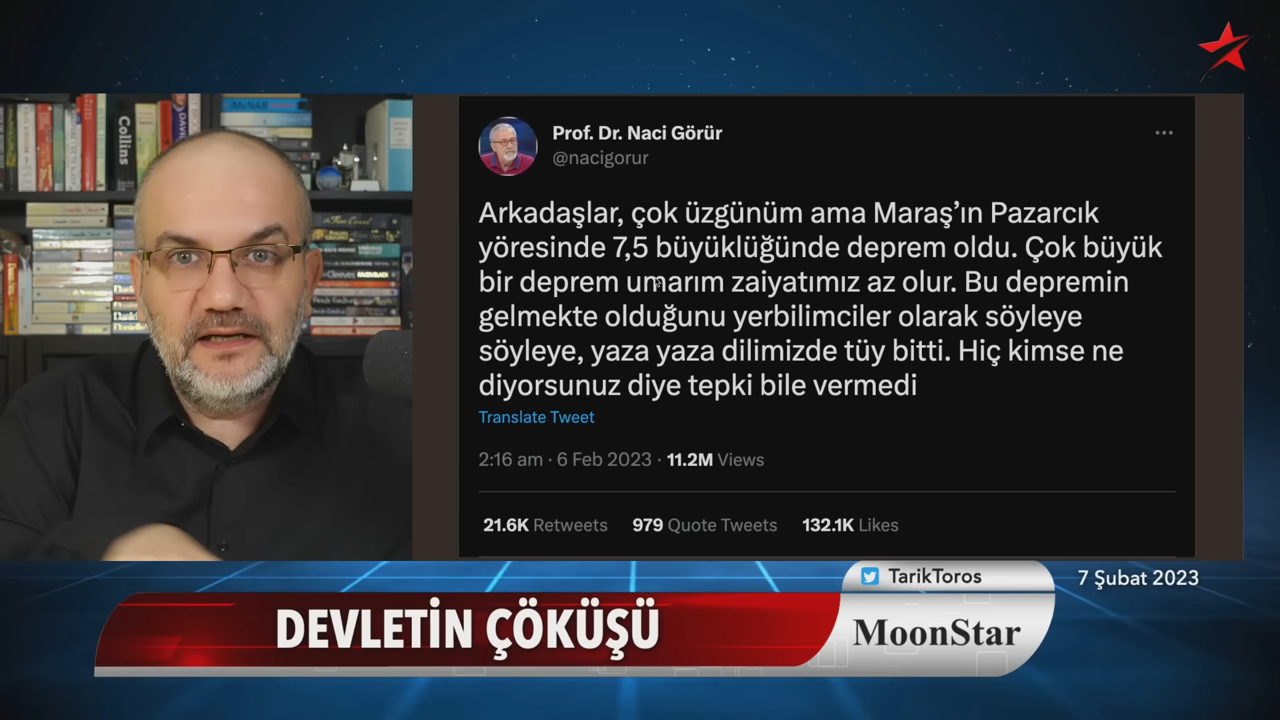 Collins
Prof. Dr. Naci Görür
@nacigorur
Arkadaşlar, çok üzgünüm ama Maraş’ın Pazarcık
yöresinde 7,5 büyüklüğünde deprem oldu. Çok büyük
bir deprem umarım zaiyatımız az olur. Bu depremin
gelmekte olduğunu yerbilimciler olarak söyleye
söyleye, yaza yaza dilimizde tüy bitti. Hiç kimse ne
diyorsunuz diye tepki bile vermedi
Translate Tweet
2:16 am · 6 Feb 2023 · 11.2M Views
21.6K Retweets 979 Quote Tweets 132.1K Likes
TarikToros
7 Şubat 2023
DEVLETİN ÇÖKÜŞÜ
MoonStar